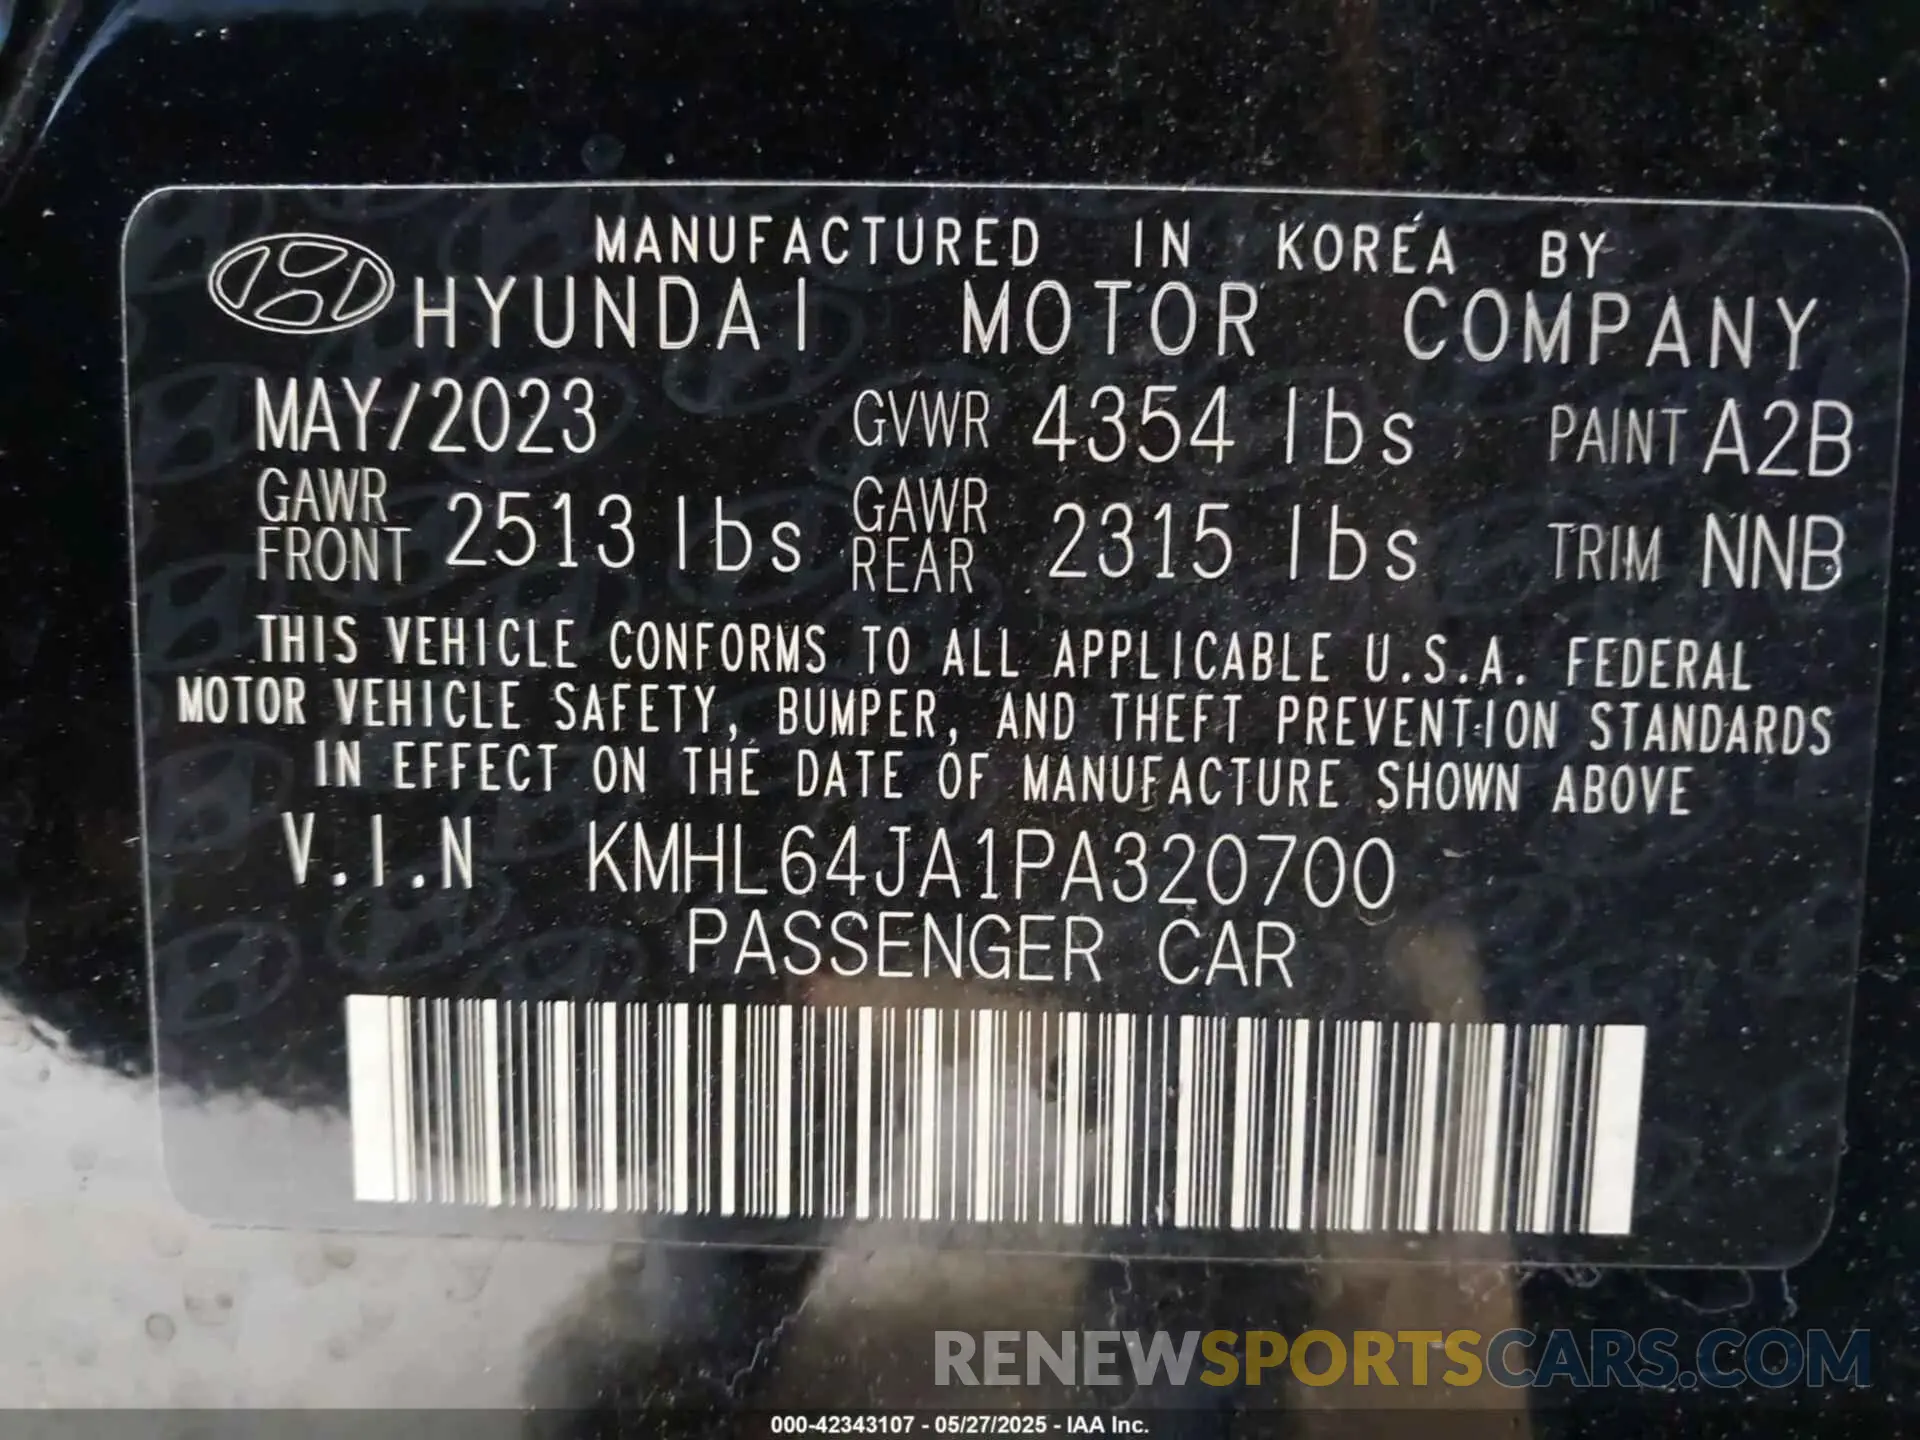 MANUFACTURED IN KOREA BY
HYUNDAI MOTOR COMPANY
MAY/2023 GVWR 4354 lbs PAINT A2B
GAWR FRONT 2513 lbs GAWR REAR 2315 lbs TRIM NNB
THIS VEHICLE CONFORMS TO ALL APPLICABLE U.S.A. FEDERAL
MOTOR VEHICLE SAFETY, BUMPER, AND THEFT PREVENTION STANDARDS
IN EFFECT ON THE DATE OF MANUFACTURE SHOWN ABOVE
V.I.N KMHL64JA1PA320700
PASSENGER CAR
RENEWSPORTSCARS.COM
000-42343107 - 05/27/2025 - IAA Inc.